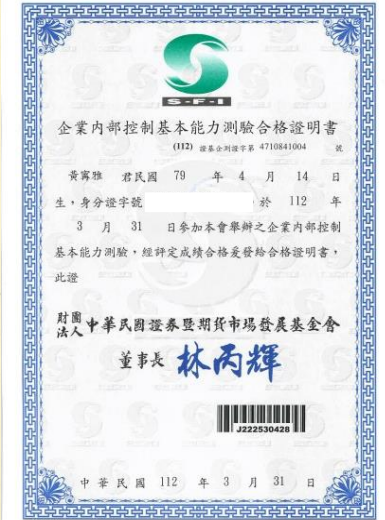 S-F-I
企業內部控制基本能力測驗合格證明書
(112) 證基企測證字第 4710841004 號
黃寗雅 君民國 79 年 4 月 14 日
生，身分證字號 於 112 年
3 月 31 日參加本會舉辦之企業內部控制
基本能力測驗，經評定成績合格爰發給合格證明書，
此證
財團法人中華民國證券暨期貨市場發展基金會
董事長 林丙輝
J222530428
中華民國 112 年 3 月 31 日